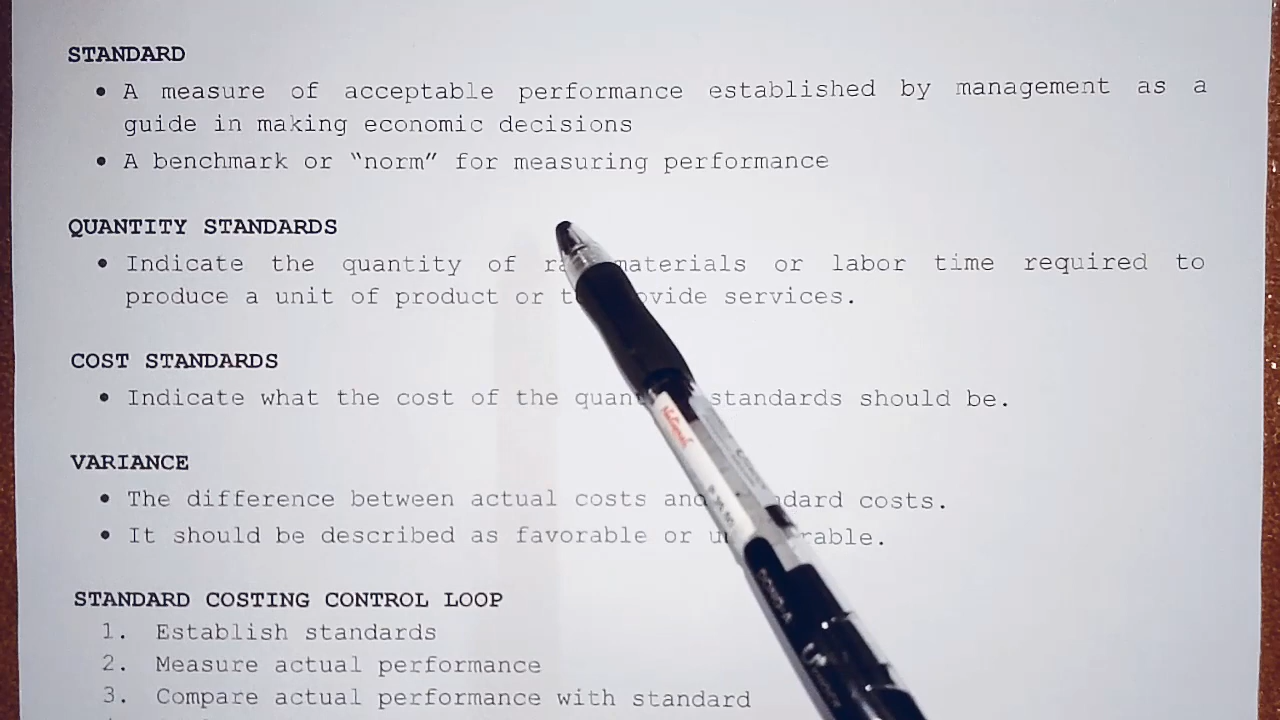 STANDARD
• A measure of acceptable performance established by management as a
guide in making economic decisions
• A benchmark or “norm” for measuring performance
QUANTITY STANDARDS
• Indicate the quantity of materials or labor time required to
produce a unit of product or services.
COST STANDARDS
• Indicate what the cost of the standards should be.
VARIANCE
• The difference between actual costs and costs.
• It should be described as favorable or
STANDARD COSTING CONTROL LOOP
1. Establish standards
2. Measure actual performance
3. Compare actual performance with standard